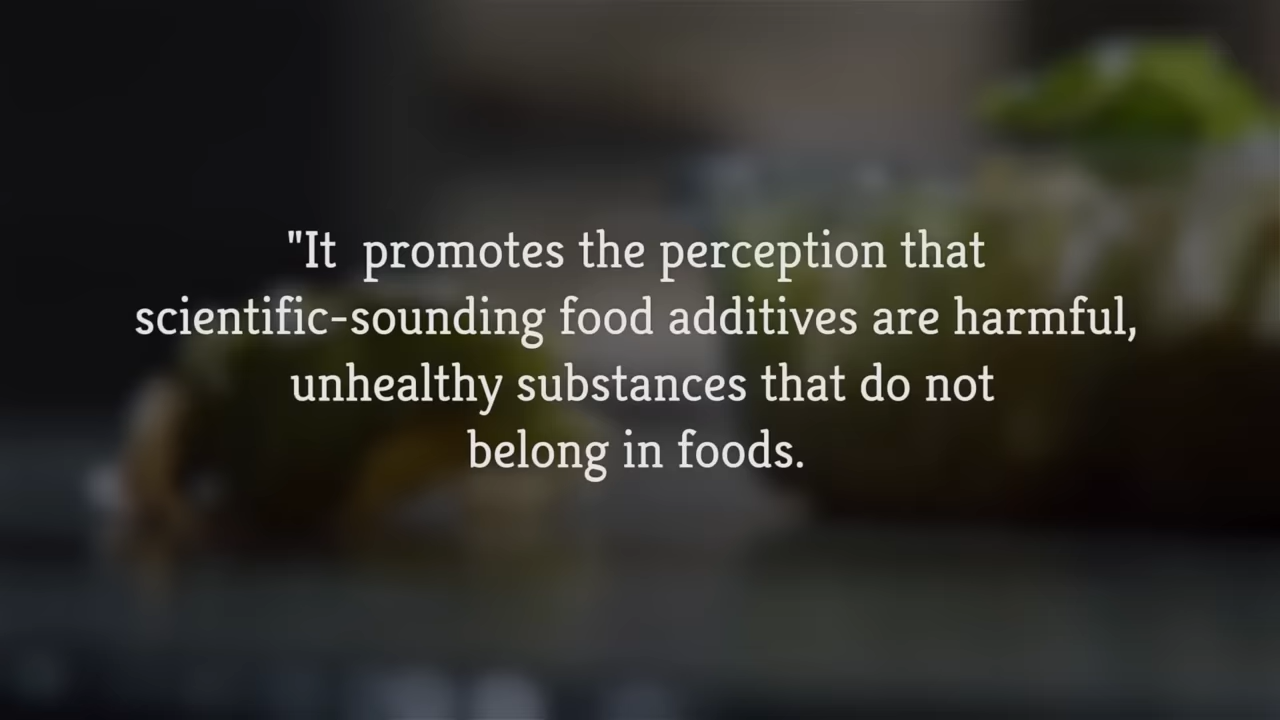 "It  promotes the perception that
scientific-sounding food additives are harmful,
unhealthy substances that do not
belong in foods.